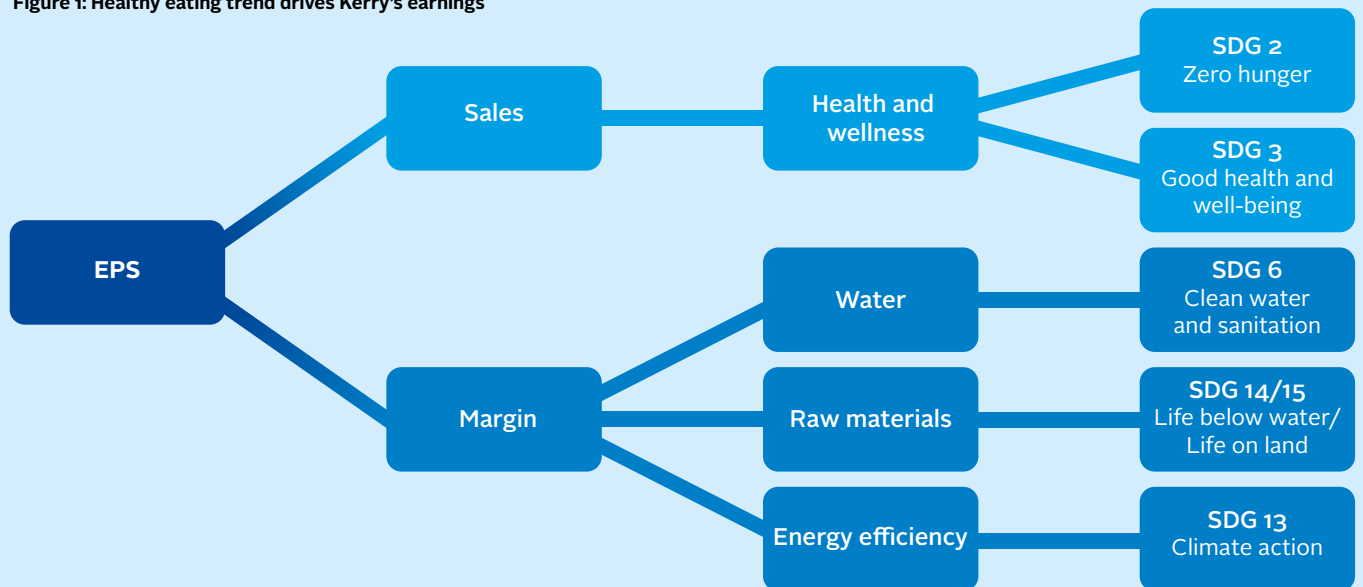 Figure 1: Healthy eating trend drives Kerry's earnings
EPS
Sales
Health and
wellness
SDG 2
Zero hunger
SDG 3
Good health and
well-being
Margin
Water
SDG 6
Clean water
and sanitation
Raw materials
SDG 14/15
Life below water/
Life on land
Energy efficiency
SDG 13
Climate action